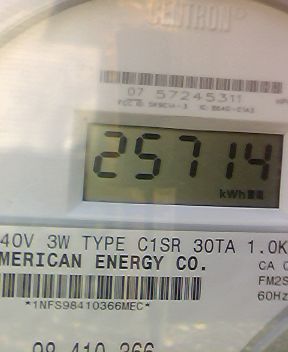 CENTRON®
07 57245311
25714
kWh
40V 3W TYPE C1SR 30TA 1.0K
MERICAN ENERGY CO.
CA 0
FM2S
60Hz
*1NFS98410366MEC*
98 410 366